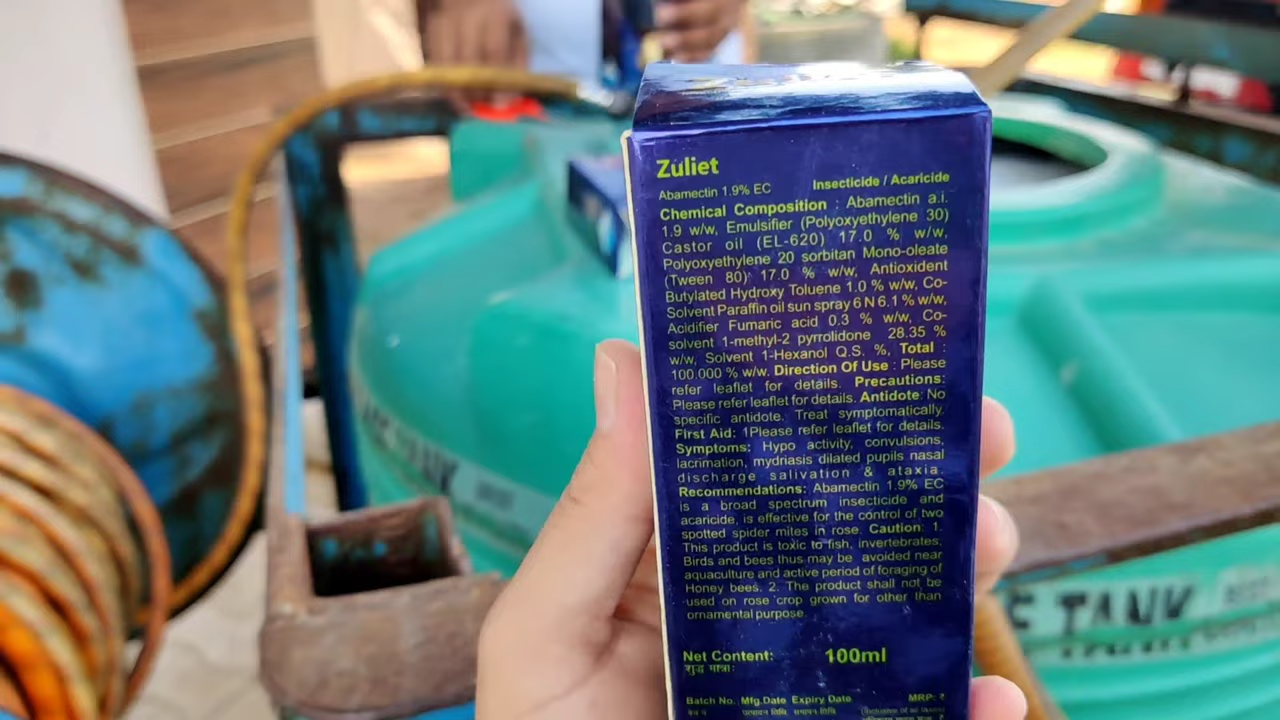 Zuliet
Abamectin 1.9% EC Insecticide / Acaricide
Chemical Composition : Abamectin a.i.
1.9 w/w, Emulsifier (Polyoxyethylene 30)
Castor oil (EL-620) 17.0 % w/w,
Polyoxyethylene 20 sorbitan Mono-oleate
(Tween 80) 17.0 % w/w, Antioxident
Butylated Hydroxy Toluene 1.0 % w/w, Co-
Solvent Paraffin oil sun spray 6 N 6.1 % w/w,
Acidifier Fumaric acid 0.3 % w/w, Co-
solvent 1-methyl-2 pyrrolidone 28.35 %
w/w, Solvent 1-Hexanol Q.S. %, Total :
100.000 % w/w. Direction Of Use : Please
refer leaflet for details. Precautions:
Please refer leaflet for details. Antidote: No
specific antidote. Treat symptomatically.
First Aid: 1Please refer leaflet for details.
Symptoms: Hypo activity, convulsions,
lacrimation, mydriasis dilated pupils nasal
discharge salivation & ataxia.
Recommendations: Abamectin 1.9% EC
is a broad spectrum insecticide and
acaricide, is effective for the control of two
spotted spider mites in rose. Caution: 1.
This product is toxic to fish, invertebrates,
Birds and bees thus may be avoided near
aquaculture and active period of foraging of
Honey bees. 2. The product shall not be
used on rose crop grown for other than
ornamental purpose.
Net Content: 100ml
शुद्ध मात्रा:
Batch No. Mfg.Date Expiry Date MRP: ₹
TANK